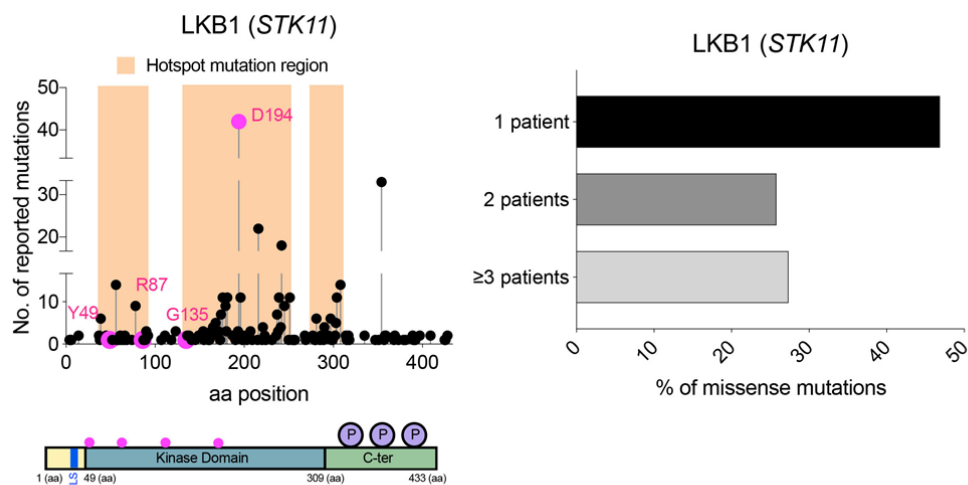 LKB1 (STK11)
Hotspot mutation region
No. of reported mutations
50
40
30
20
10
0
D194
R87
Y49
G135
0 100 200 300 400
aa position
P P P
Kinase Domain
C-ter
1 (aa) LS 49 (aa) 309 (aa) 433 (aa)
LKB1 (STK11)
1 patient
2 patients
≥3 patients
0 10 20 30 40 50
% of missense mutations